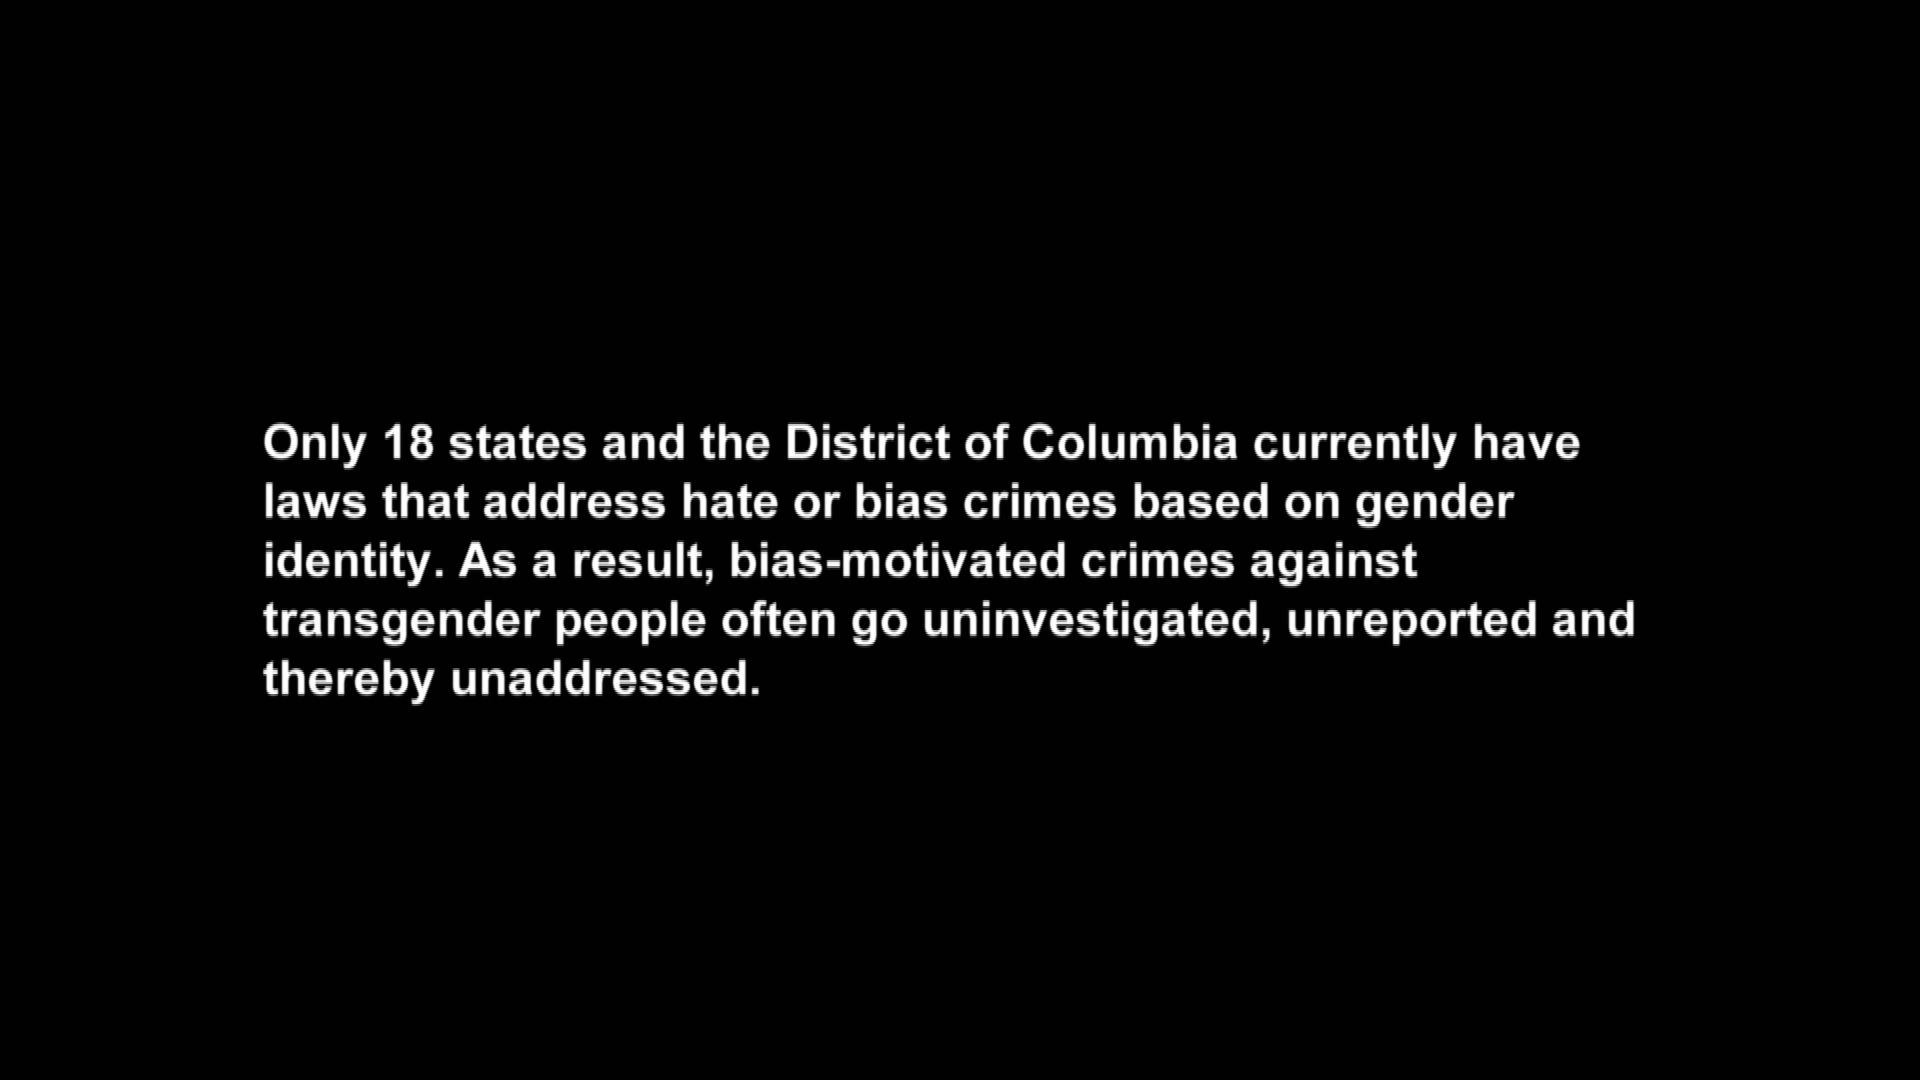 Only 18 states and the District of Columbia currently have
laws that address hate or bias crimes based on gender
identity. As a result, bias-motivated crimes against
transgender people often go uninvestigated, unreported and
thereby unaddressed.